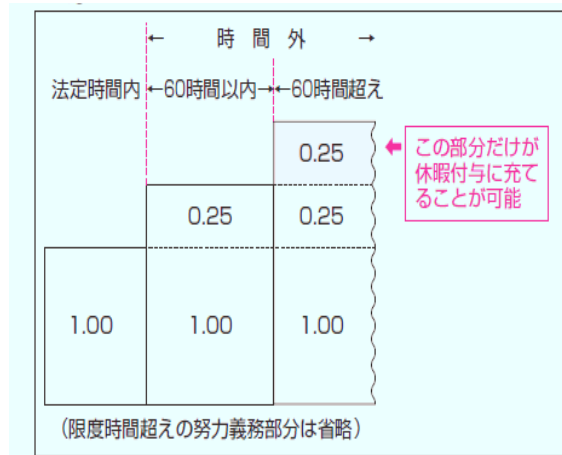 ← 時間外 →
法定時間内 ←60時間以内→ ←60時間超え
0.25
この部分だけが
休暇付与に充て
ることが可能
0.25 0.25
1.00 1.00 1.00
(限度時間超えの努力義務部分は省略)